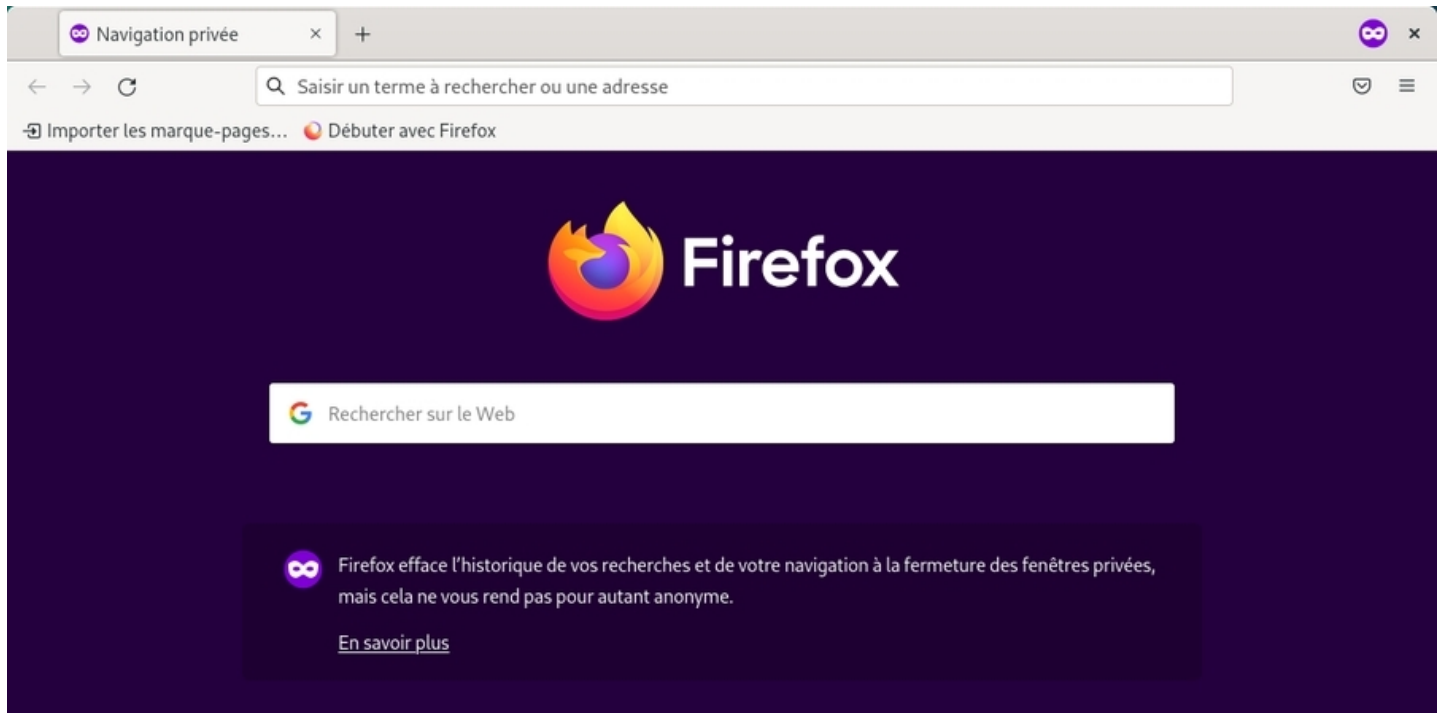 Navigation privée
Saisir un terme à rechercher ou une adresse
Importer les marque-pages... Débuter avec Firefox
Firefox
Rechercher sur le Web
Firefox efface l'historique de vos recherches et de votre navigation à la fermeture des fenêtres privées,
mais cela ne vous rend pas pour autant anonyme.
En savoir plus